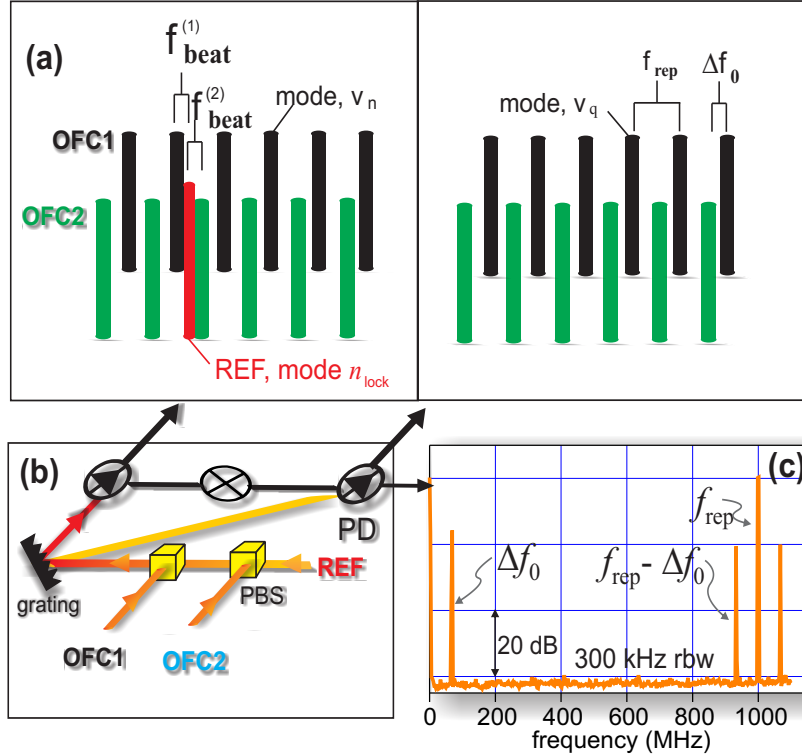 (a)
f(1)beat
f(2)beat
mode, νn
OFC1
OFC2
REF, mode nlock
frep
Δf0
mode, νq
(b)
PD
REF
grating
PBS
OFC1
OFC2
(c)
frep
Δf0
frep- Δf0
20 dB
300 kHz rbw
0 200 400 600 800 1000
frequency (MHz)